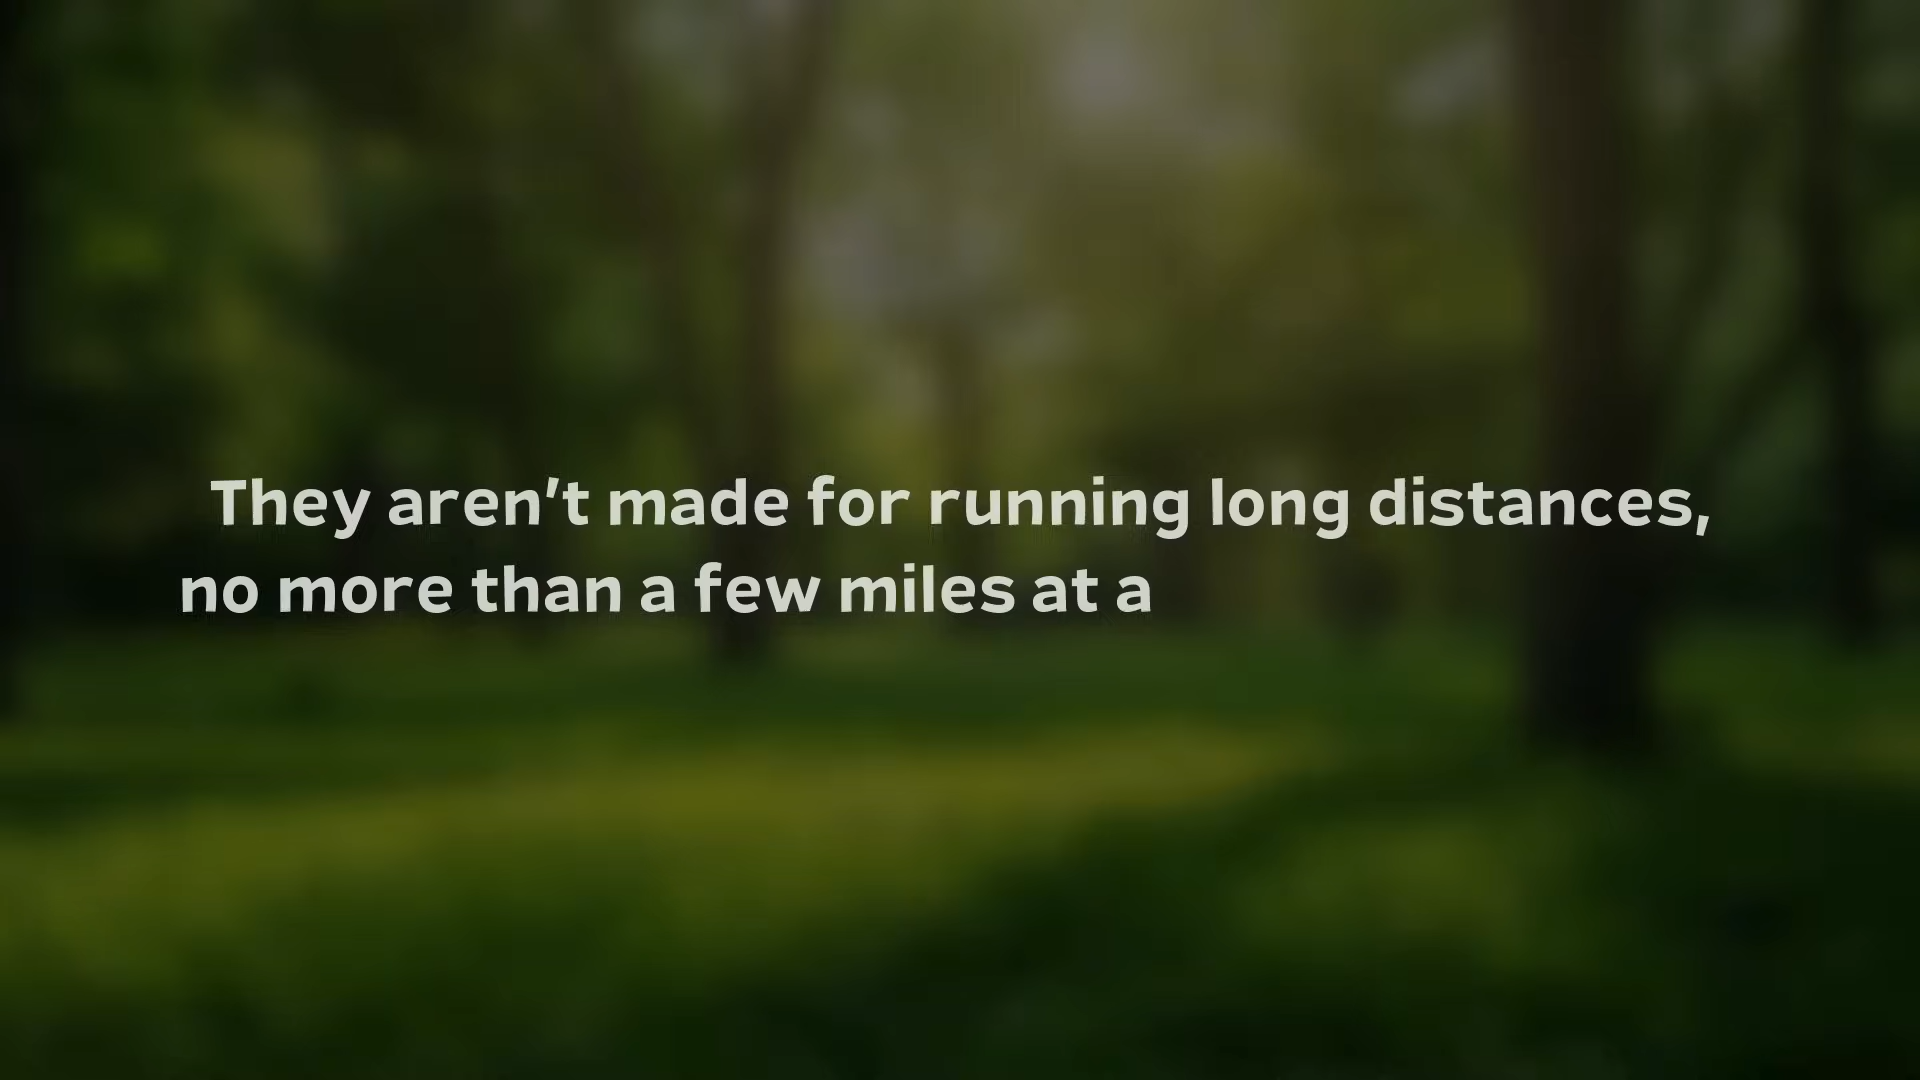 They aren't made for running long distances,
no more than a few miles at a